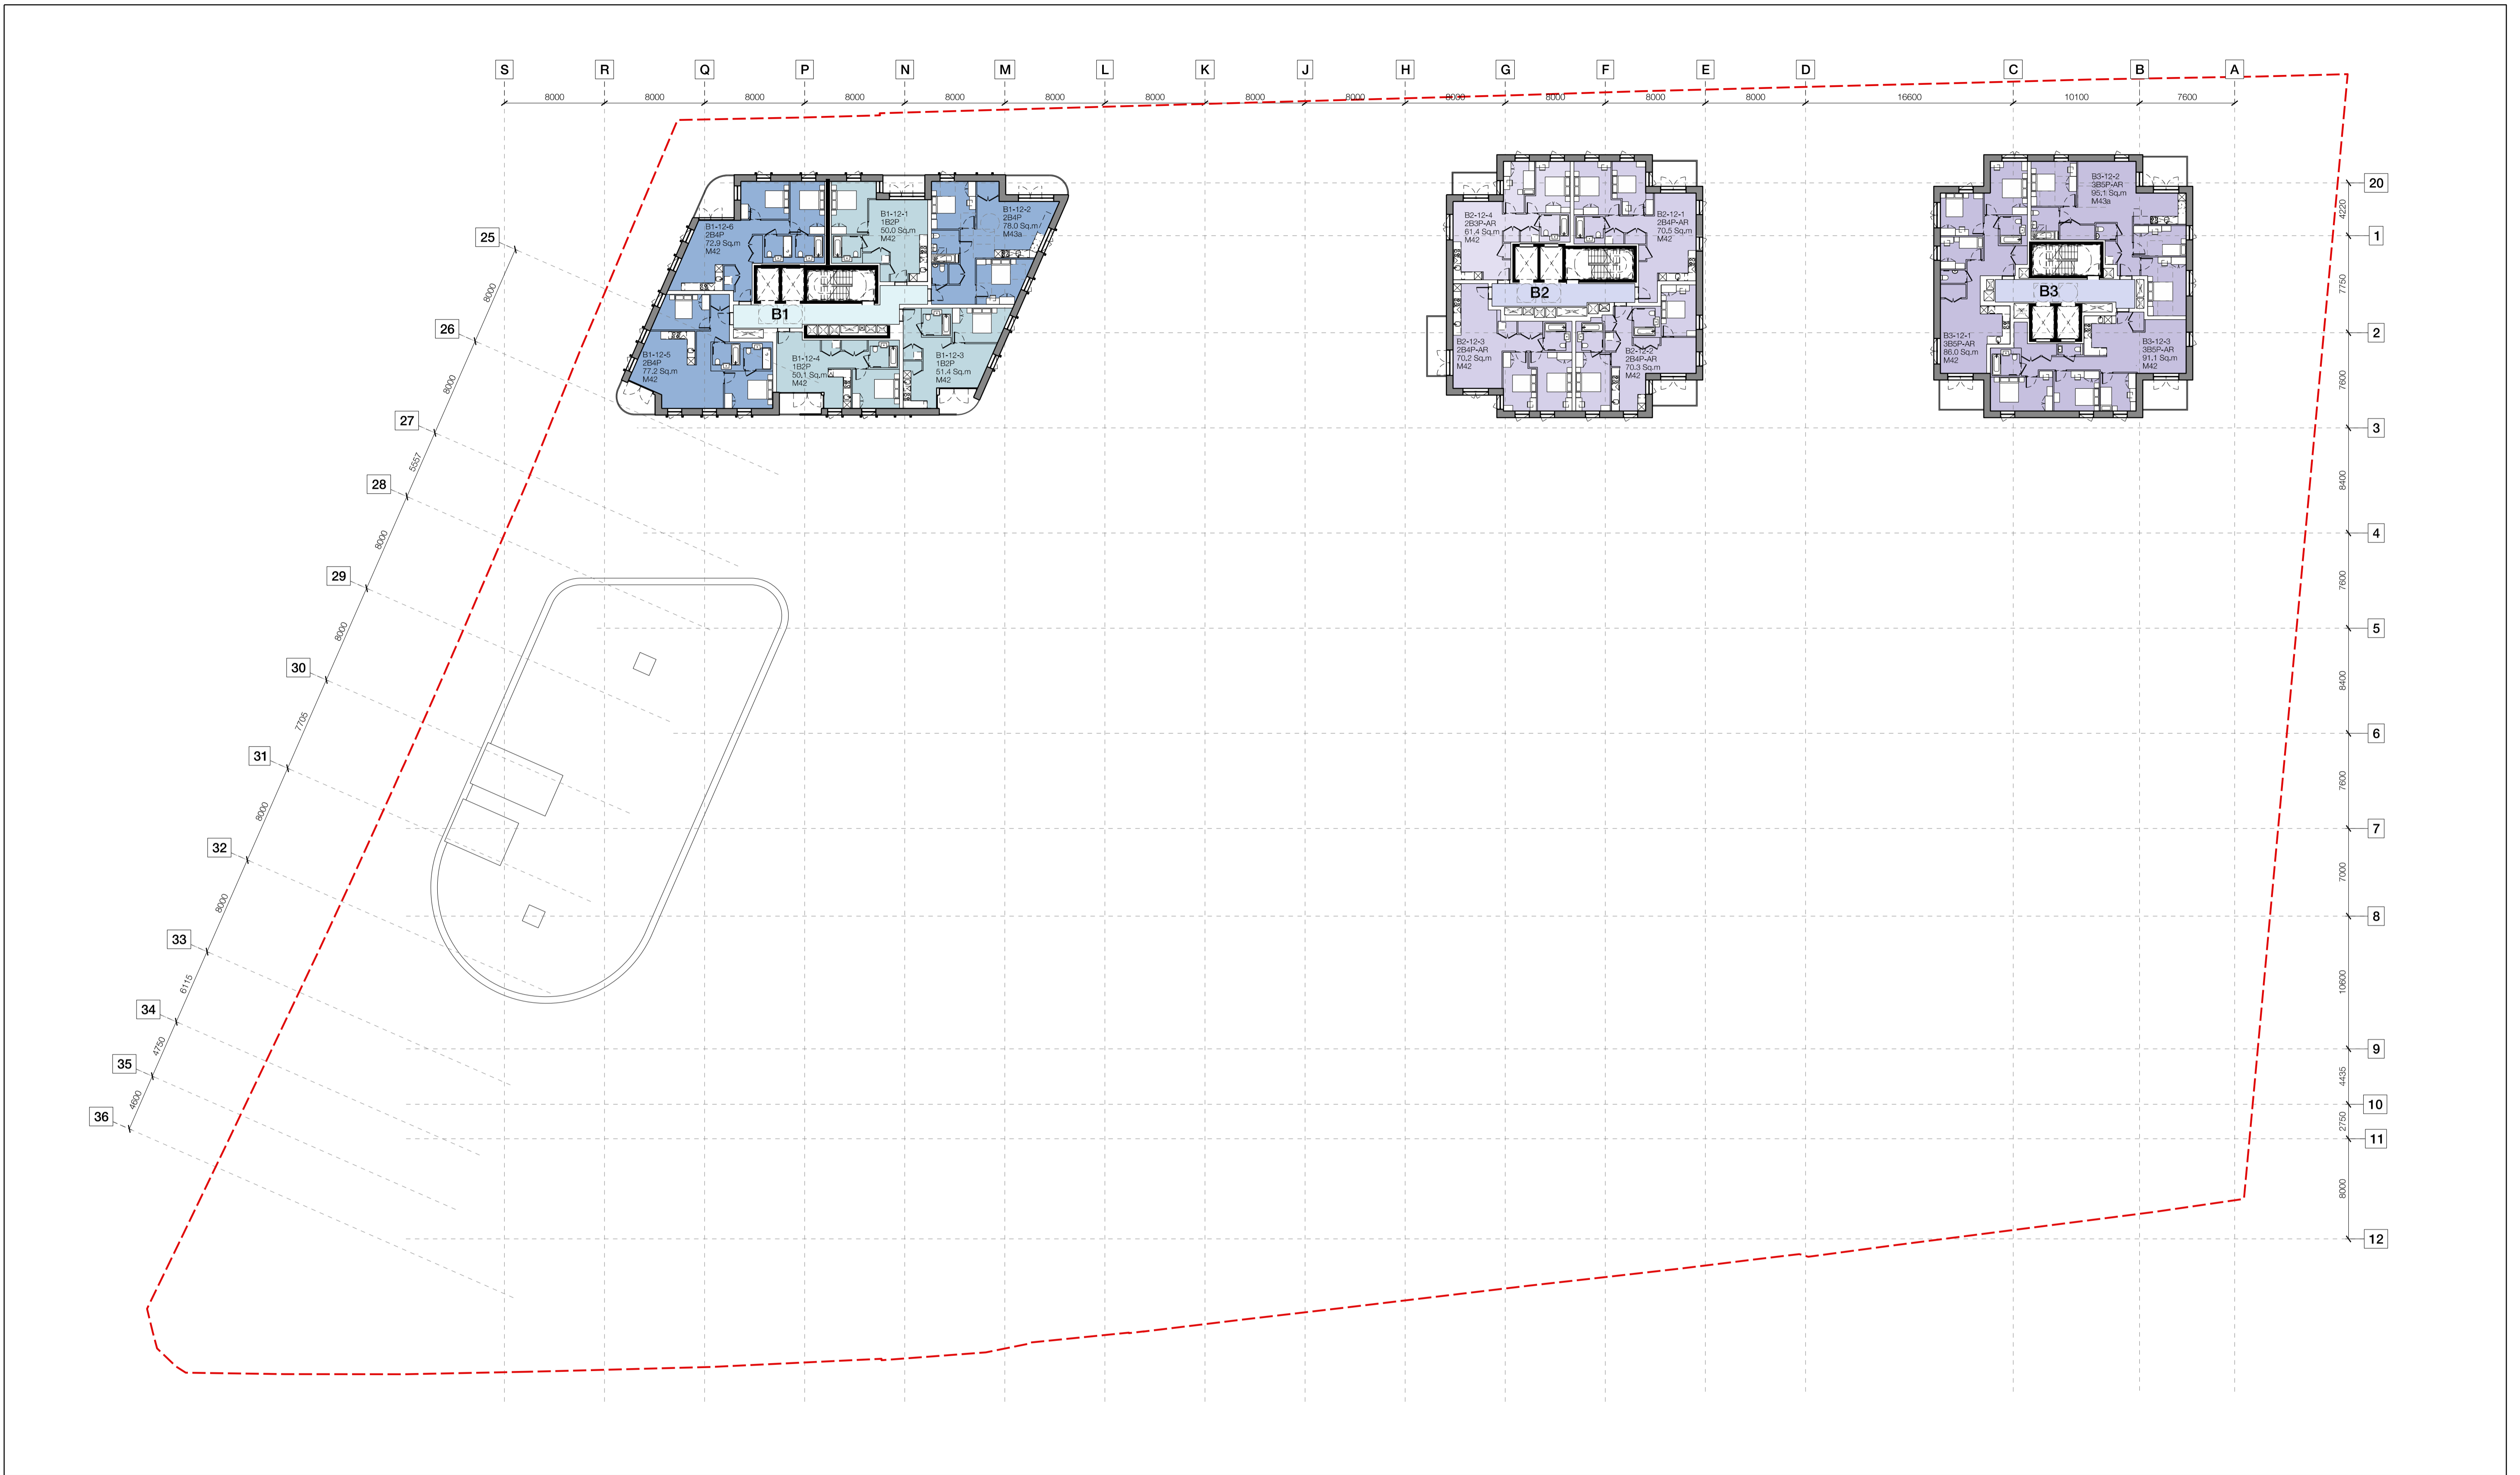 S R Q P N M L K J H G F E D C B A
8000 8000 8000 8000 8000 8000 8000 8000 8000 8000 8000 8000 8000 16600 10100 7600
20
4220
1
7750
2
7600
3
8400
4
7600
5
8400
6
7600
7
7000
8
10600
9
4435
10
2750
11
8000
12
25
8000
26
8000
27
5557
28
8000
29
8000
30
7705
31
8000
32
8000
33
6115
34
4750
35
4600
36
B1-12-6
2B4P
72.9 Sq.m
M42
B1-12-1
1B2P
50.0 Sq.m
M42
B1-12-2
2B4P
78.0 Sq.m/
M43a
B1
B1-12-5
2B4P
77.2 Sq.m
M42
B1-12-4
1B2P
50.1 Sq.m
M42
B1-12-3
1B2P
51.4 Sq.m
M42
B2-12-4
2B3P-AR
61.4 Sq.m
M42
B2-12-1
2B4P-AR
70.5 Sq.m
M42
B2
B2-12-3
2B4P-AR
70.2 Sq.m
M42
B2-12-2
2B4P-AR
70.3 Sq.m
M42
B3-12-2
3B5P-AR
95.1 Sq.m
M43a
B3
B3-12-1
3B5P-AR
86.0 Sq.m
M42
B3-12-3
3B5P-AR
91.1 Sq.m
M42